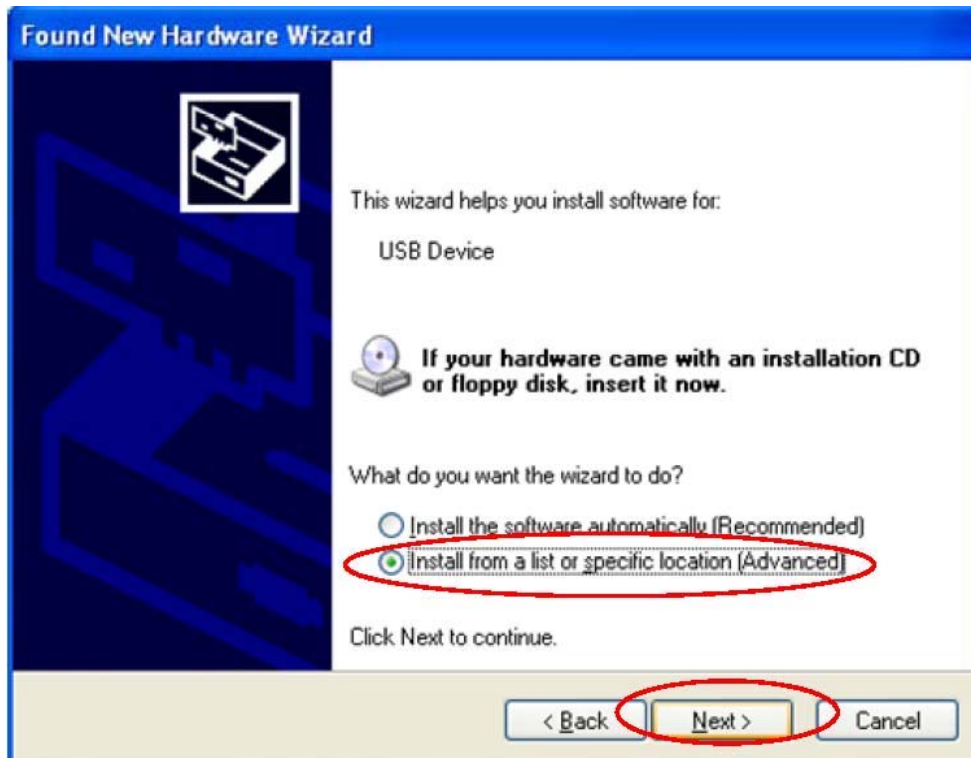 Found New Hardware Wizard
This wizard helps you install software for:
USB Device
If your hardware came with an installation CD
or floppy disk, insert it now.
What do you want the wizard to do?
Install the software automatically (Recommended)
Install from a list or specific location (Advanced)
Click Next to continue.
< Back Next > Cancel